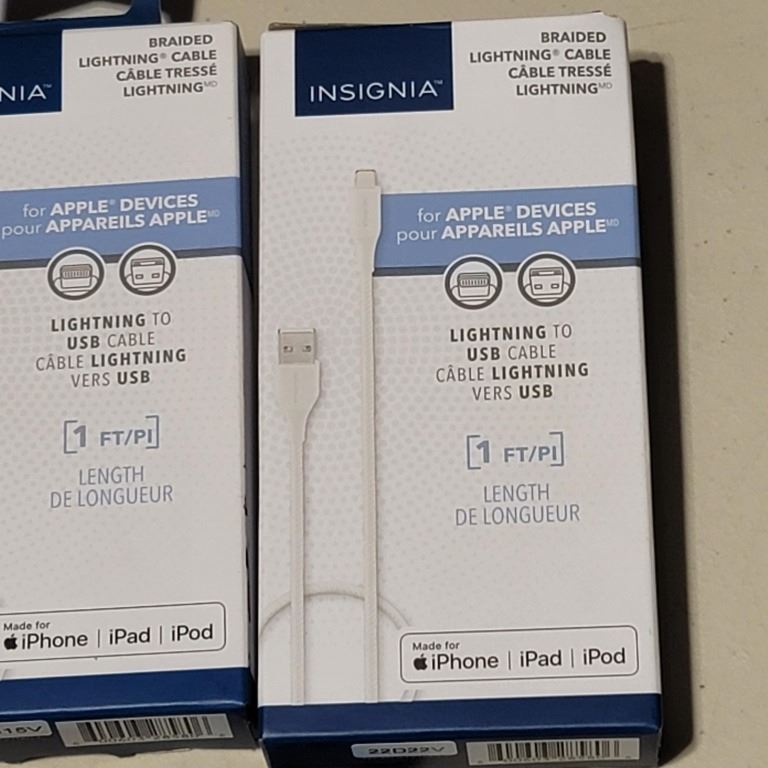 NIA™
BRAIDED
LIGHTNING® CABLE
CÂBLE TRESSÉ
LIGHTNINGMD
for APPLE® DEVICES
pour APPAREILS APPLEMD
LIGHTNING TO
USB CABLE
CÂBLE LIGHTNING
VERS USB
[1 FT/PI]
LENGTH
DE LONGUEUR
Made for
iPhone | iPad | iPod
INSIGNIA™
BRAIDED
LIGHTNING® CABLE
CÂBLE TRESSÉ
LIGHTNINGMD
for APPLE® DEVICES
pour APPAREILS APPLEMD
LIGHTNING TO
USB CABLE
CÂBLE LIGHTNING
VERS USB
[1 FT/PI]
LENGTH
DE LONGUEUR
Made for
iPhone | iPad | iPod
22D22V